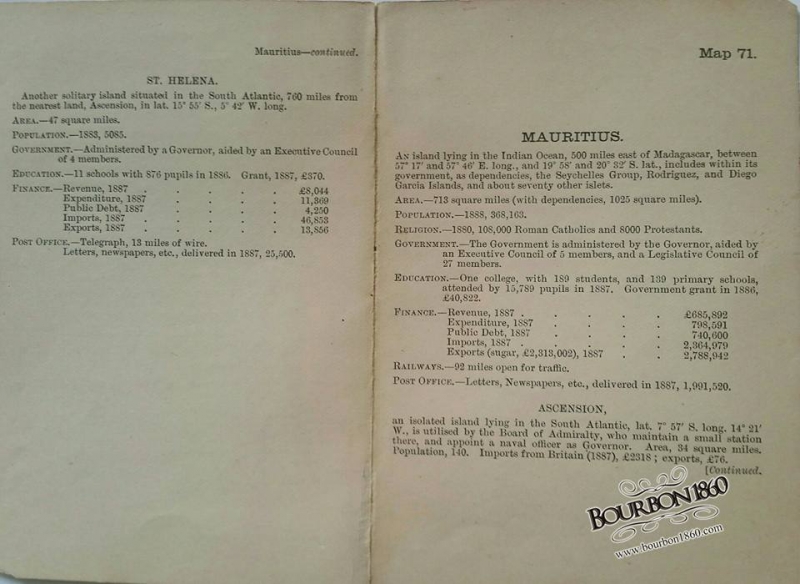 Mauritius—continued.
ST. HELENA.
Another solitary island situated in the South Atlantic, 760 miles from
the nearest land, Ascension, in lat. 15° 55′ S., 5° 42′ W. long.
AREA.—47 square miles.
POPULATION.—1883, 5085.
GOVERNMENT.—Administered by a Governor, aided by an Executive Council
of 4 members.
EDUCATION.—11 schools with 876 pupils in 1886. Grant, 1887, £370.
FINANCE.—Revenue, 1887 . . . . . £8,044
Expenditure, 1887 . . . . 11,369
Public Debt, 1887 . . . . 4,250
Imports, 1887 . . . . . 46,853
Exports, 1887 . . . . . 13,856
POST OFFICE.—Telegraph, 13 miles of wire.
Letters, newspapers, etc., delivered in 1887, 25,500.
Map 71.
MAURITIUS.
AN island lying in the Indian Ocean, 500 miles east of Madagascar, between
57° 17′ and 57° 46′ E. long., and 19° 58′ and 20° 32′ S. lat., includes within its
government, as dependencies, the Seychelles Group, Rodriguez, and Diego
Garcia Islands, and about seventy other islets.
AREA.—713 square miles (with dependencies, 1025 square miles).
POPULATION.—1888, 368,163.
RELIGION.—1880, 108,000 Roman Catholics and 8000 Protestants.
GOVERNMENT.—The Government is administered by the Governor, aided by
an Executive Council of 5 members, and a Legislative Council of
27 members.
EDUCATION.—One college, with 189 students, and 139 primary schools,
attended by 15,789 pupils in 1887. Government grant in 1886,
£40,822.
FINANCE.—Revenue, 1887 . . . . . £685,892
Expenditure, 1887 . . . . 798,591
Public Debt, 1887 . . . . 740,600
Imports, 1887 . . . . . 2,364,979
Exports (sugar, £2,313,002), 1887 . . 2,788,942
RAILWAYS.—92 miles open for traffic.
POST OFFICE.—Letters, Newspapers, etc., delivered in 1887, 1,991,520.
ASCENSION,
an isolated island lying in the South Atlantic, lat. 7° 57′ S. long. 14° 21′
W., is utilised by the Board of Admiralty, who maintain a small station
there, and appoint a naval officer as Governor. Area, 34 square miles.
Population, 140. Imports from Britain (1887), £2318; exports, £76.
[Continued.
BOURBON 1860
www.bourbon1860.com